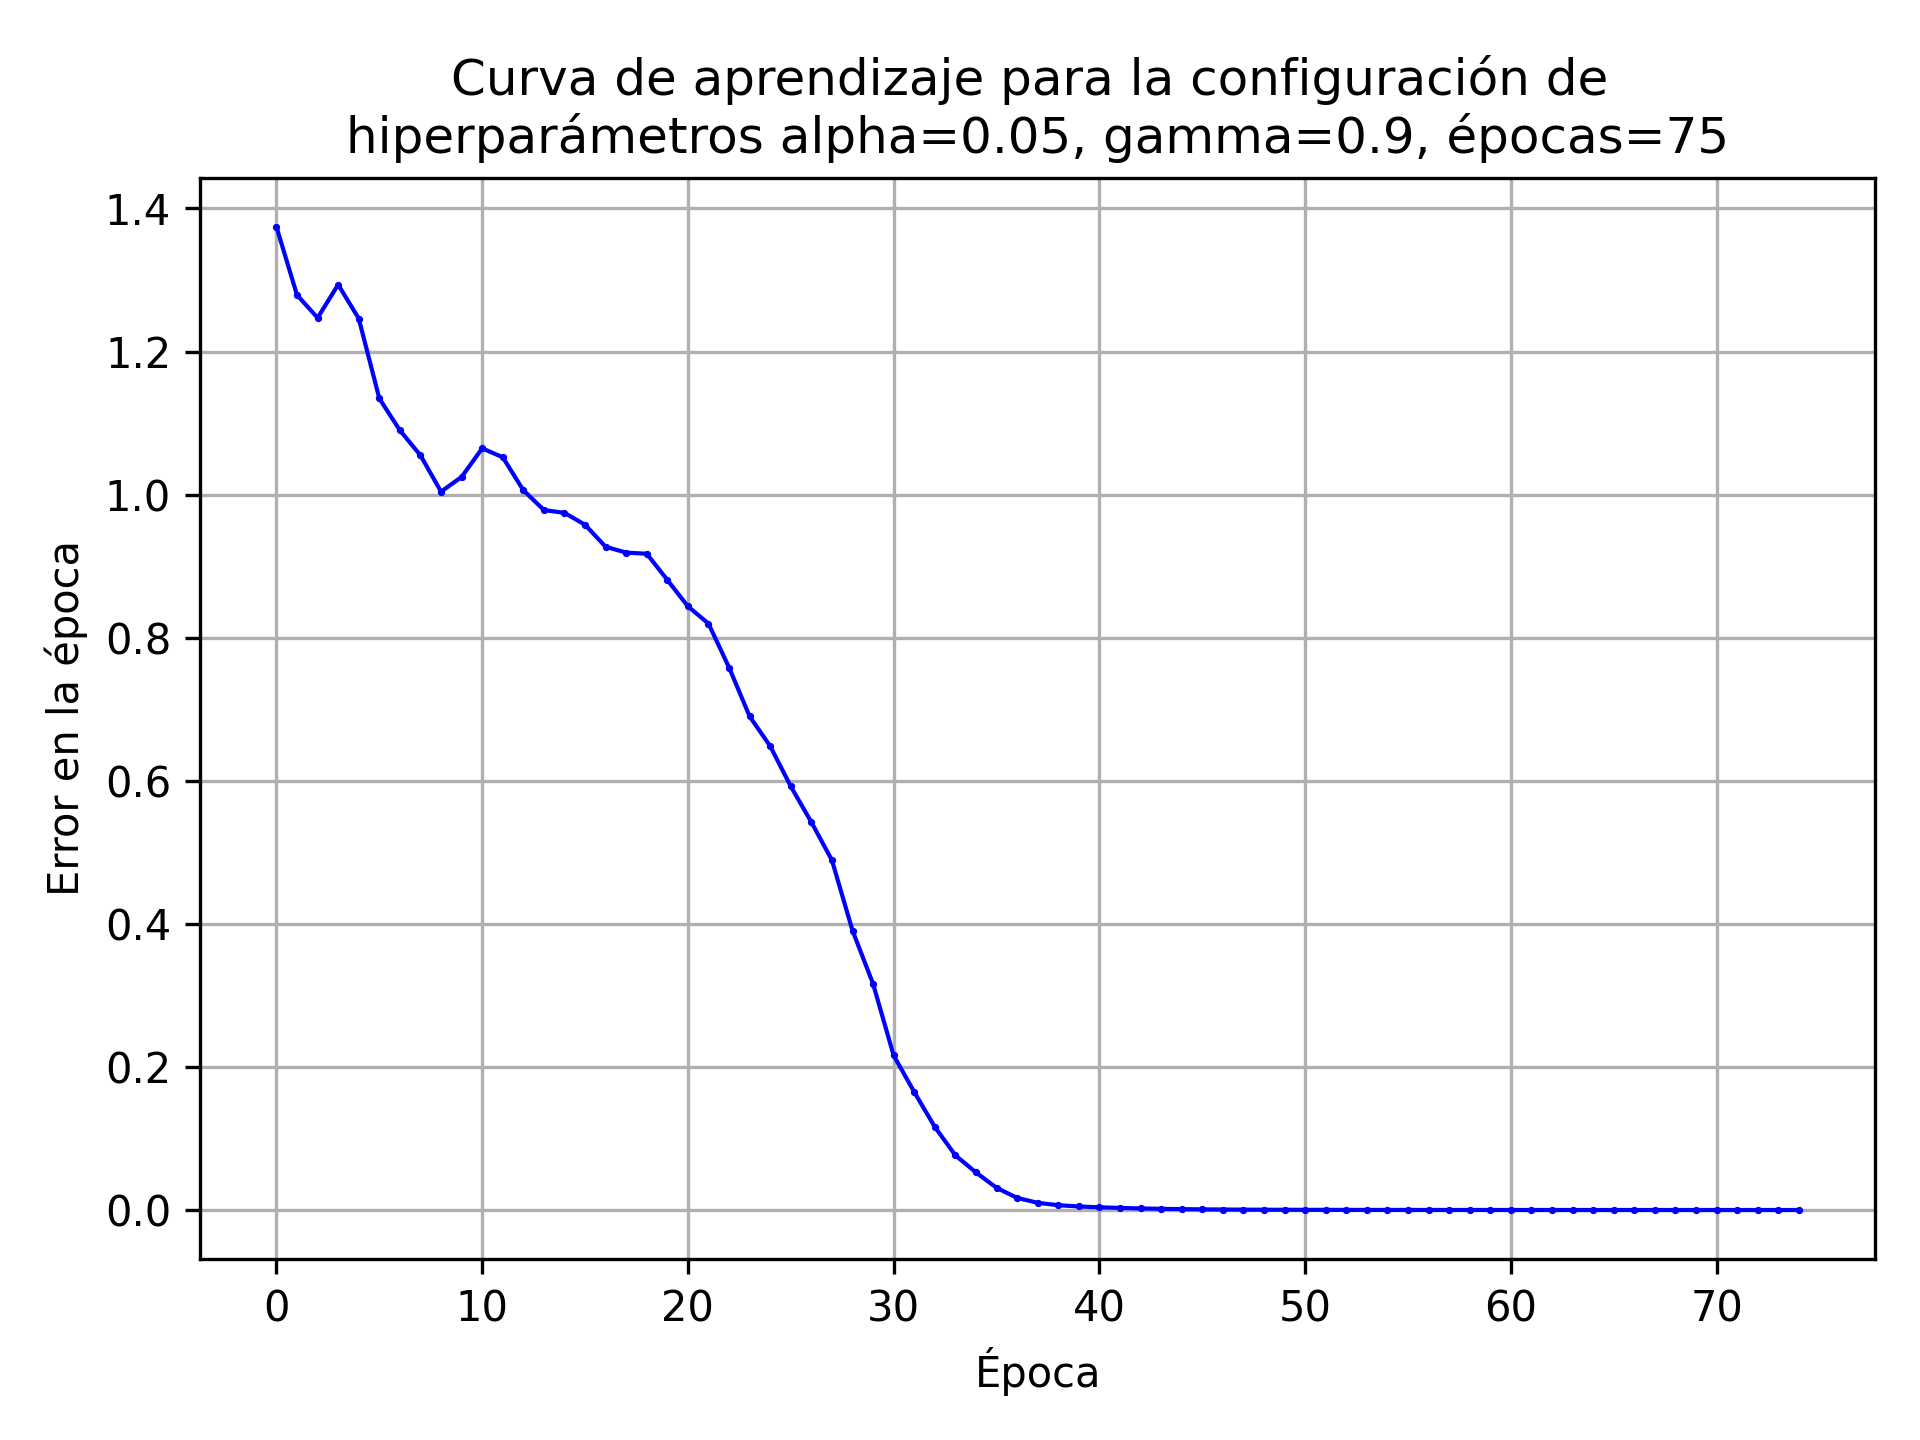 Curva de aprendizaje para la configuración de
hiperparámetros alpha=0.05, gamma=0.9, épocas=75
Error en la época
1.4
1.2
1.0
0.8
0.6
0.4
0.2
0.0
0 10 20 30 40 50 60 70
Época